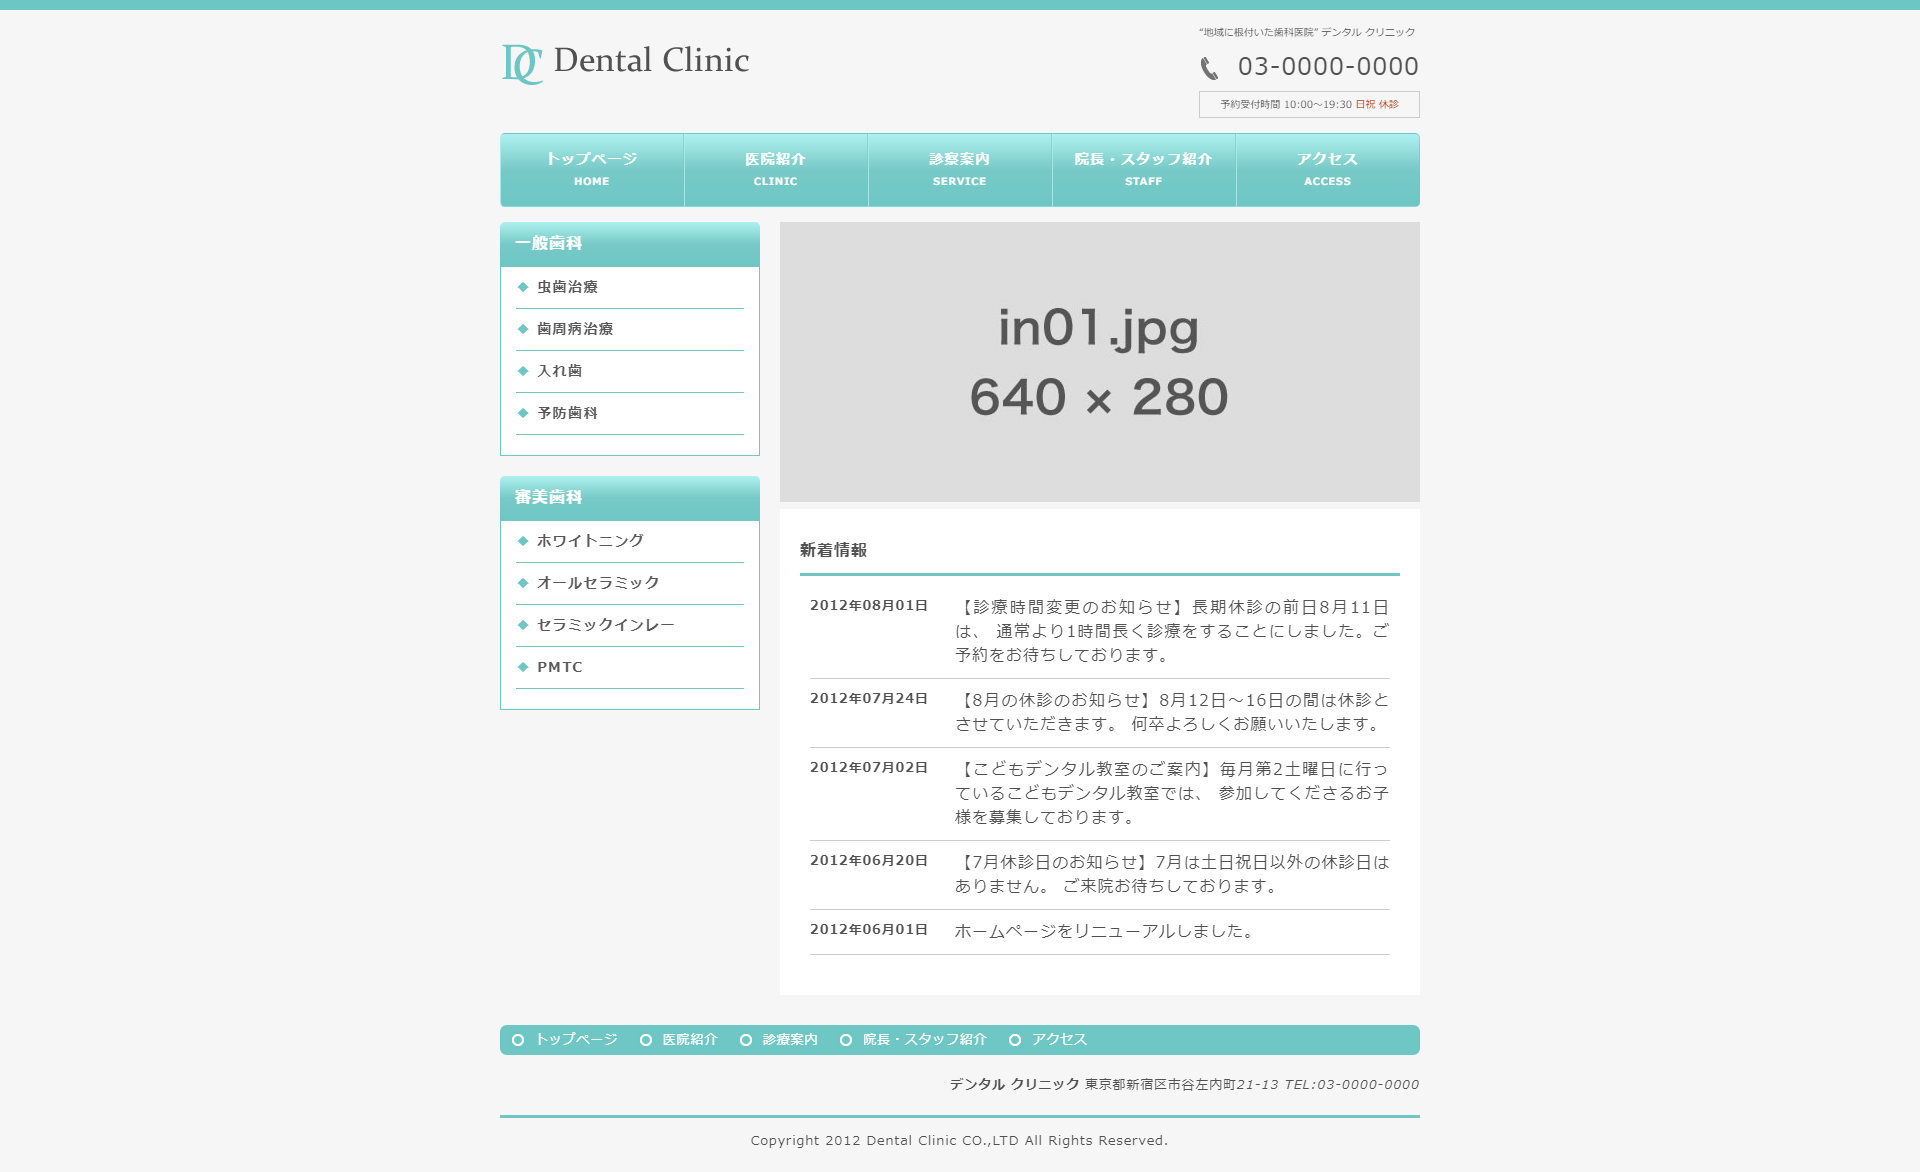 DC Dental Clinic
“地域に根付いた歯科医院” デンタル クリニック
03-0000-0000
予約受付時間 10:00～19:30 日祝 休診
トップページ 医院紹介 診察案内 院長・スタッフ紹介 アクセス
HOME CLINIC SERVICE STAFF ACCESS
一般歯科
虫歯治療
歯周病治療
入れ歯
予防歯科
審美歯科
ホワイトニング
オールセラミック
セラミックインレー
PMTC
in01.jpg
640 × 280
新着情報
2012年08月01日 【診療時間変更のお知らせ】長期休診の前日8月11日
は、 通常より1時間長く診療をすることにしました。ご
予約をお待ちしております。
2012年07月24日 【8月の休診のお知らせ】8月12日～16日の間は休診と
させていただきます。 何卒よろしくお願いいたします。
2012年07月02日 【こどもデンタル教室のご案内】毎月第2土曜日に行っ
ているこどもデンタル教室では、 参加してくださるお子
様を募集しております。
2012年06月20日 【7月休診日のお知らせ】7月は土日祝日以外の休診日は
ありません。 ご来院お待ちしております。
2012年06月01日 ホームページをリニューアルしました。
トップページ 医院紹介 診療案内 院長・スタッフ紹介 アクセス
デンタル クリニック 東京都新宿区市谷左内町21-13 TEL:03-0000-0000
Copyright 2012 Dental Clinic CO.,LTD All Rights Reserved.